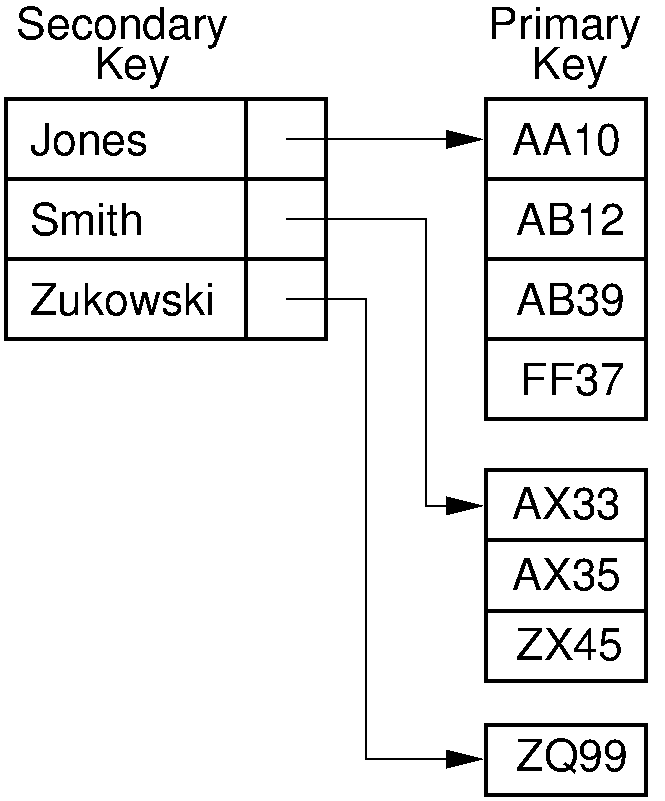 Secondary
Key
Primary
Key
Jones
Smith
Zukowski
AA10
AB12
AB39
FF37
AX33
AX35
ZX45
ZQ99